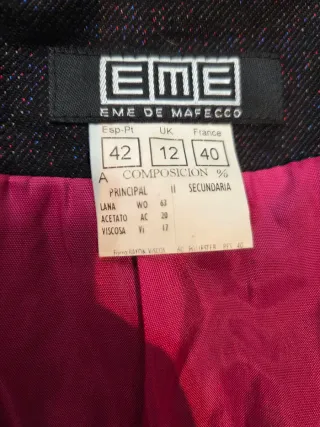 EME
EME DE MAFECCO
Esp-Pt UK France
42 12 40
A COMPOSICION %
PRINCIPAL II SECUNDARIA
LANA WO 63
ACETATO AC 20
VISCOSA VI 17